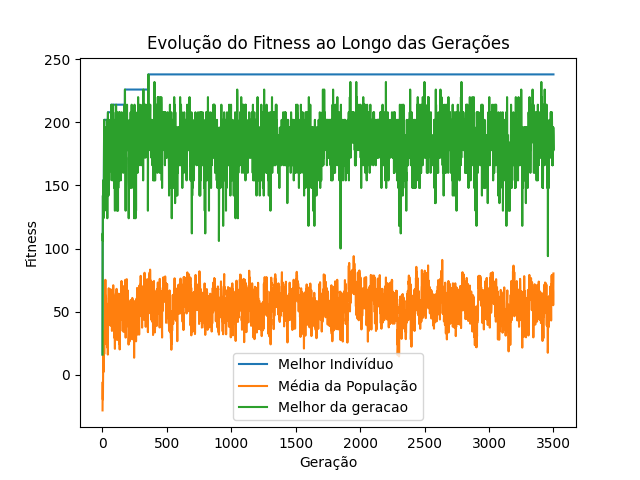 Evolução do Fitness ao Longo das Gerações
250
200
150
100
50
0
Fitness
0 500 1000 1500 2000 2500 3000 3500
Geração
Melhor Indivíduo
Média da População
Melhor da geracao